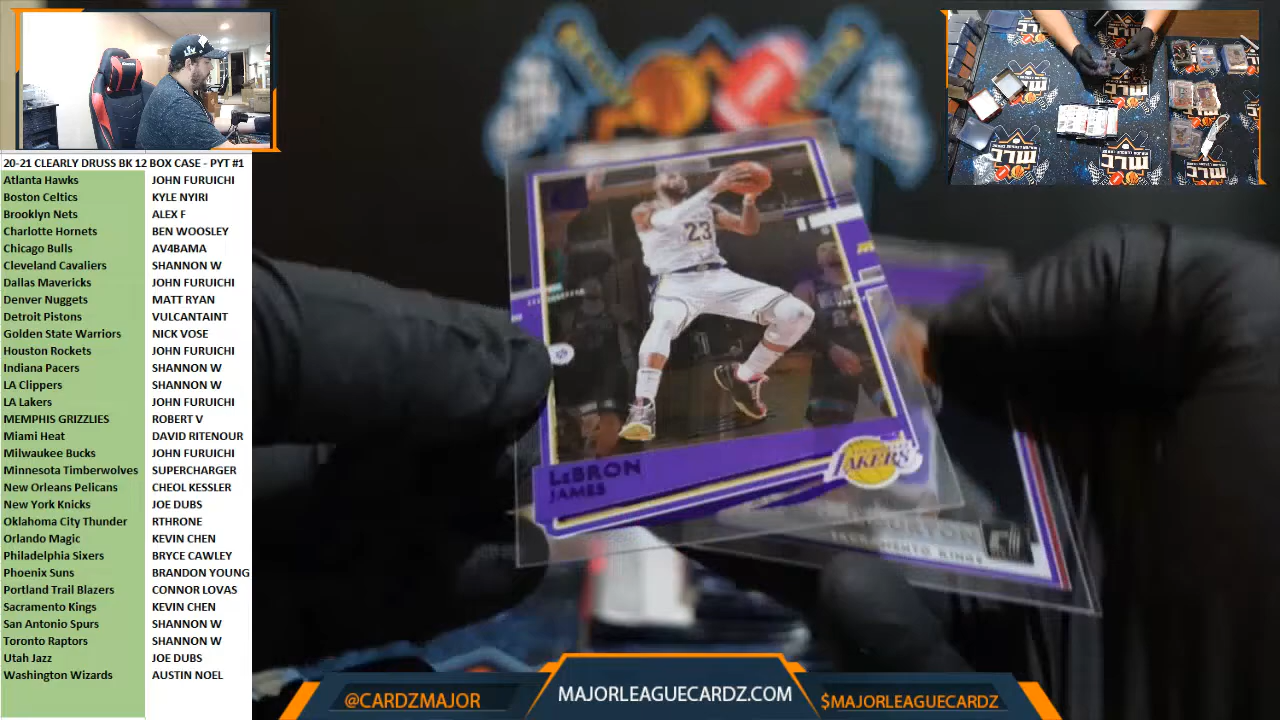 20-21 CLEARLY DRUSS BK 12 BOX CASE - PYT #1
Atlanta Hawks JOHN FURUICHI
Boston Celtics KYLE NYIRI
Brooklyn Nets ALEX F
Charlotte Hornets BEN WOOSLEY
Chicago Bulls AV4BAMA
Cleveland Cavaliers SHANNON W
Dallas Mavericks JOHN FURUICHI
Denver Nuggets MATT RYAN
Detroit Pistons VULCANTAINT
Golden State Warriors NICK VOSE
Houston Rockets JOHN FURUICHI
Indiana Pacers SHANNON W
LA Clippers SHANNON W
LA Lakers JOHN FURUICHI
MEMPHIS GRIZZLIES ROBERT V
Miami Heat DAVID RITENOUR
Milwaukee Bucks JOHN FURUICHI
Minnesota Timberwolves SUPERCHARGER
New Orleans Pelicans CHEOL KESSLER
New York Knicks JOE DUBS
Oklahoma City Thunder RTHRONE
Orlando Magic KEVIN CHEN
Philadelphia Sixers BRYCE CAWLEY
Phoenix Suns BRANDON YOUNG
Portland Trail Blazers CONNOR LOVAS
Sacramento Kings KEVIN CHEN
San Antonio Spurs SHANNON W
Toronto Raptors SHANNON W
Utah Jazz JOE DUBS
Washington Wizards AUSTIN NOEL
23
LEBRON
JAMES
LAKERS
SACRAMENTO KINGS
@CARDZMAJOR
MAJORLEAGUECARDZ.COM
$MAJORLEAGUECARDZ